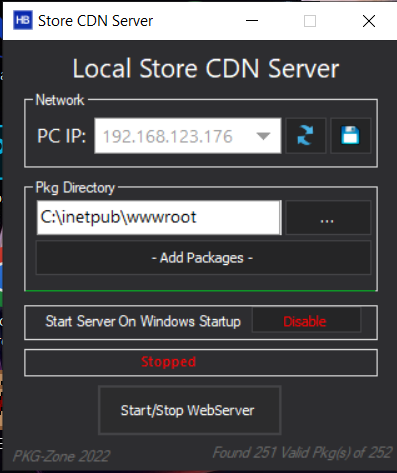 HB Store CDN Server
Local Store CDN Server
Network
PC IP: 192.168.123.176
Pkg Directory
C:\inetpub\wwwroot ...
- Add Packages -
Start Server On Windows Startup Disable
Stopped
Start/Stop WebServer
PKG-Zone 2022 Found 251 Valid Pkg(s) of 252